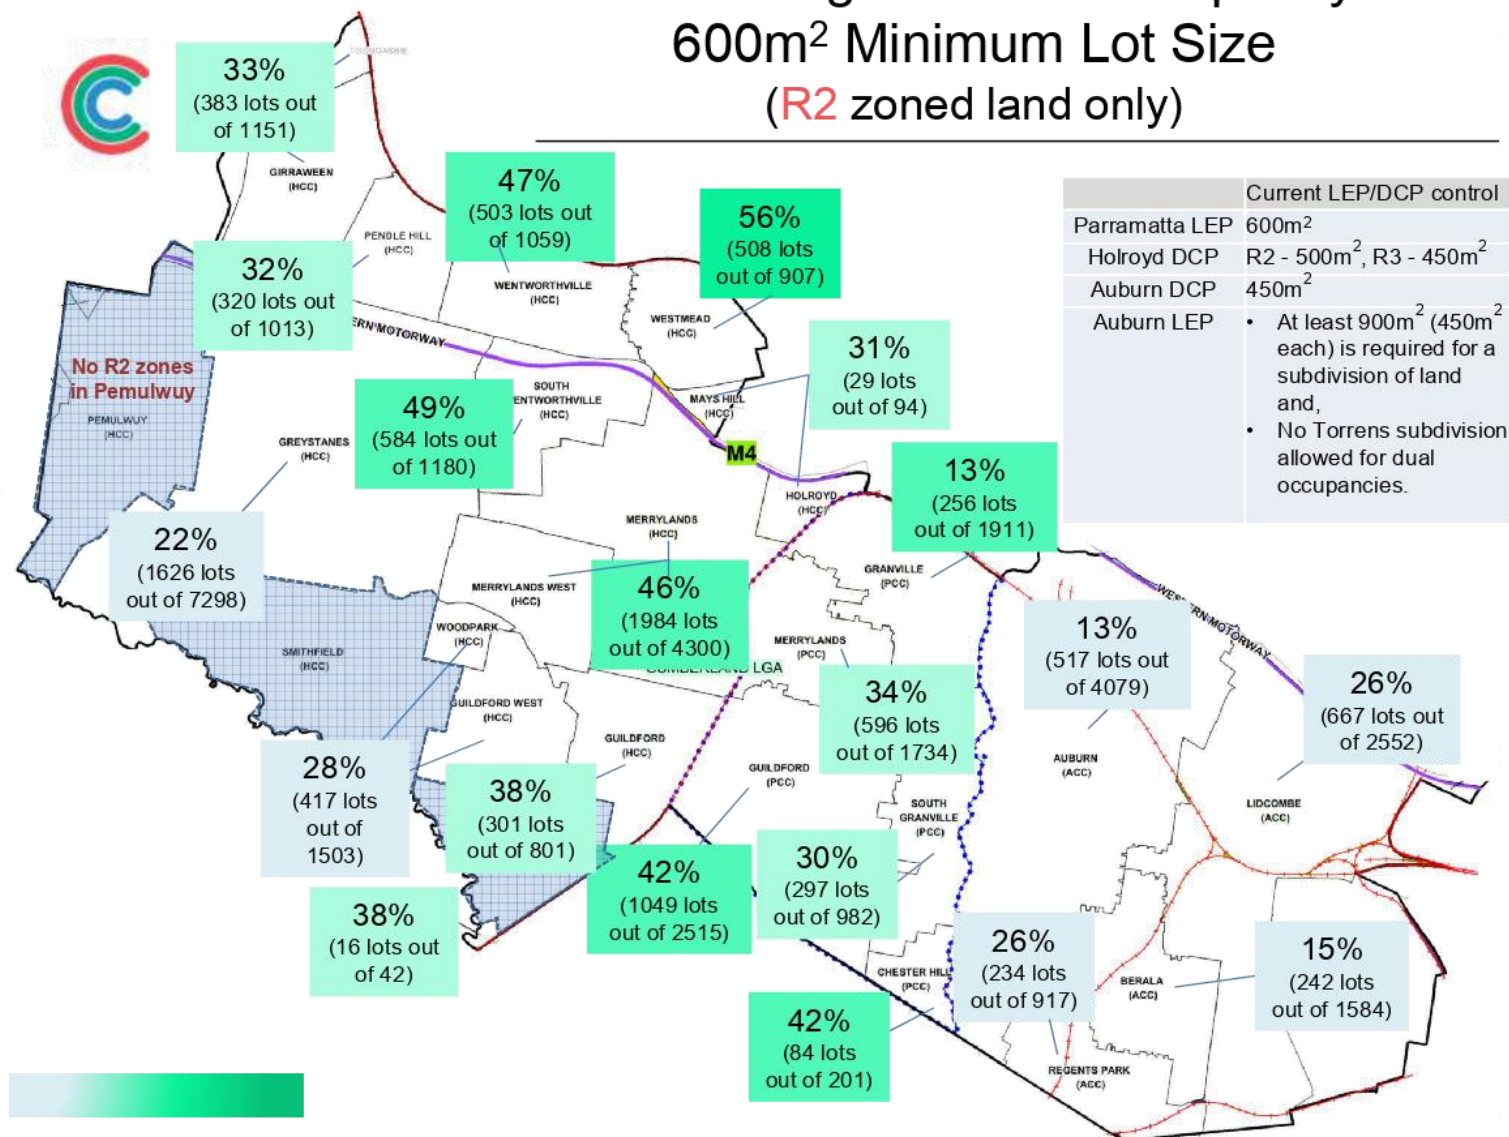 600m² Minimum Lot Size
(R2 zoned land only)
33%
(383 lots out
of 1151)
GIRRAWEEN
(HCC)
47%
(503 lots out
of 1059)
56%
(508 lots
out of 907)
PENDLE HILL
(HCC)
32%
(320 lots out
of 1013)
WENTWORTHVILLE
(HCC)
WESTMEAD
(HCC)
ERN MOTORWAY
Current LEP/DCP control
Parramatta LEP 600m²
Holroyd DCP R2 - 500m², R3 - 450m²
Auburn DCP 450m²
Auburn LEP • At least 900m² (450m²
each) is required for a
subdivision of land
and,
• No Torrens subdivision
allowed for dual
occupancies.
No R2 zones
in Pemulwuy
PEMULWUY
(HCC)
31%
(29 lots
out of 94)
SOUTH
ENTWORTHVILLE
(HCC)
MAYS HILL
(HCC)
49%
(584 lots out
of 1180)
GREYSTANES
(HCC)
M4
13%
(256 lots
out of 1911)
HOLROYD
(HCC)
MERRYLANDS
(HCC)
22%
(1626 lots
out of 7298)
GRANVILLE
(PCC)
MERRYLANDS WEST
(HCC)
46%
(1984 lots
out of 4300)
WESTERN MOTORWAY
WOODPARK
(HCC)
MERRYLANDS
(PCC)
13%
(517 lots out
of 4079)
SMITHFIELD
(HCC)
CUMBERLAND LGA
34%
(596 lots
out of 1734)
26%
(667 lots out
of 2552)
GUILDFORD WEST
(HCC)
GUILDFORD
(HCC)
GUILDFORD
(PCC)
AUBURN
(ACC)
28%
(417 lots
out of
1503)
38%
(301 lots
out of 801)
SOUTH
GRANVILLE
(PCC)
LIDCOMBE
(ACC)
42%
(1049 lots
out of 2515)
30%
(297 lots
out of 982)
38%
(16 lots out
of 42)
26%
(234 lots
out of 917)
15%
(242 lots
out of 1584)
CHESTER HILL
(PCC)
BERALA
(ACC)
42%
(84 lots
out of 201)
REGENTS PARK
(ACC)